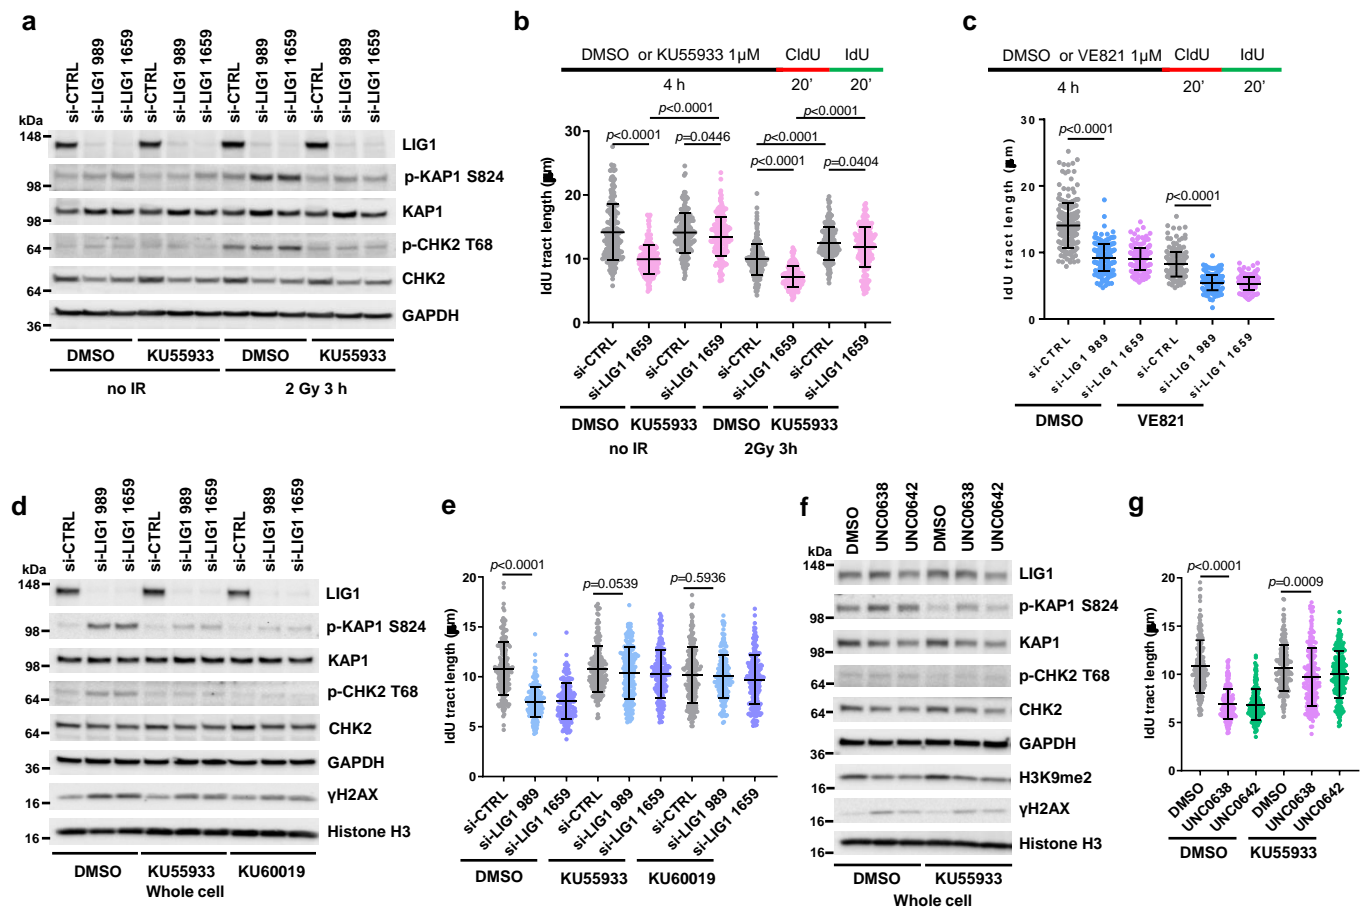 a
si-CTRL
si-LIG1 989
si-LIG1 1659
si-CTRL
si-LIG1 989
si-LIG1 1659
si-CTRL
si-LIG1 989
si-LIG1 1659
si-CTRL
si-LIG1 989
si-LIG1 1659
kDa
148
LIG1
p-KAP1 S824
98
KAP1
98
p-CHK2 T68
64
CHK2
64
GAPDH
36
DMSO
KU55933
DMSO
KU55933
no IR
2 Gy 3 h
b
DMSO or KU55933 1µM
CldU
IdU
4 h
20'
20'
p<0.0001
p<0.0001
p<0.0001
p=0.0446
p<0.0001
p<0.0001
p=0.0404
IdU tract length (µm)
30
20
10
0
si-CTRL
si-LIG1 1659
si-CTRL
si-LIG1 1659
si-CTRL
si-LIG1 1659
si-CTRL
si-LIG1 1659
DMSO
KU55933
DMSO
KU55933
no IR
2Gy 3h
c
DMSO or VE821 1µM
CldU
IdU
4 h
20'
20'
p<0.0001
p<0.0001
IdU tract length (µm)
30
20
10
0
si-CTRL
si-LIG1 989
si-LIG1 1659
si-CTRL
si-LIG1 989
si-LIG1 1659
DMSO
VE821
d
si-CTRL
si-LIG1 989
si-LIG1 1659
si-CTRL
si-LIG1 989
si-LIG1 1659
si-CTRL
si-LIG1 989
si-LIG1 1659
kDa
148
LIG1
p-KAP1 S824
98
KAP1
98
p-CHK2 T68
64
CHK2
64
GAPDH
36
γH2AX
16
Histone H3
16
DMSO
KU55933
KU60019
Whole cell
e
p<0.0001
p=0.0539
p=0.5936
IdU tract length (µm)
20
15
10
5
0
si-CTRL
si-LIG1 989
si-LIG1 1659
si-CTRL
si-LIG1 989
si-LIG1 1659
si-CTRL
si-LIG1 989
si-LIG1 1659
DMSO
KU55933
KU60019
f
DMSO
UNC0638
UNC0642
DMSO
UNC0638
UNC0642
kDa
148
LIG1
p-KAP1 S824
98
KAP1
98
p-CHK2 T68
64
CHK2
64
GAPDH
36
H3K9me2
16
γH2AX
16
Histone H3
16
DMSO
KU55933
Whole cell
g
p<0.0001
p=0.0009
IdU tract length (µm)
20
15
10
5
0
DMSO
UNC0638
UNC0642
DMSO
UNC0638
UNC0642
DMSO
KU55933